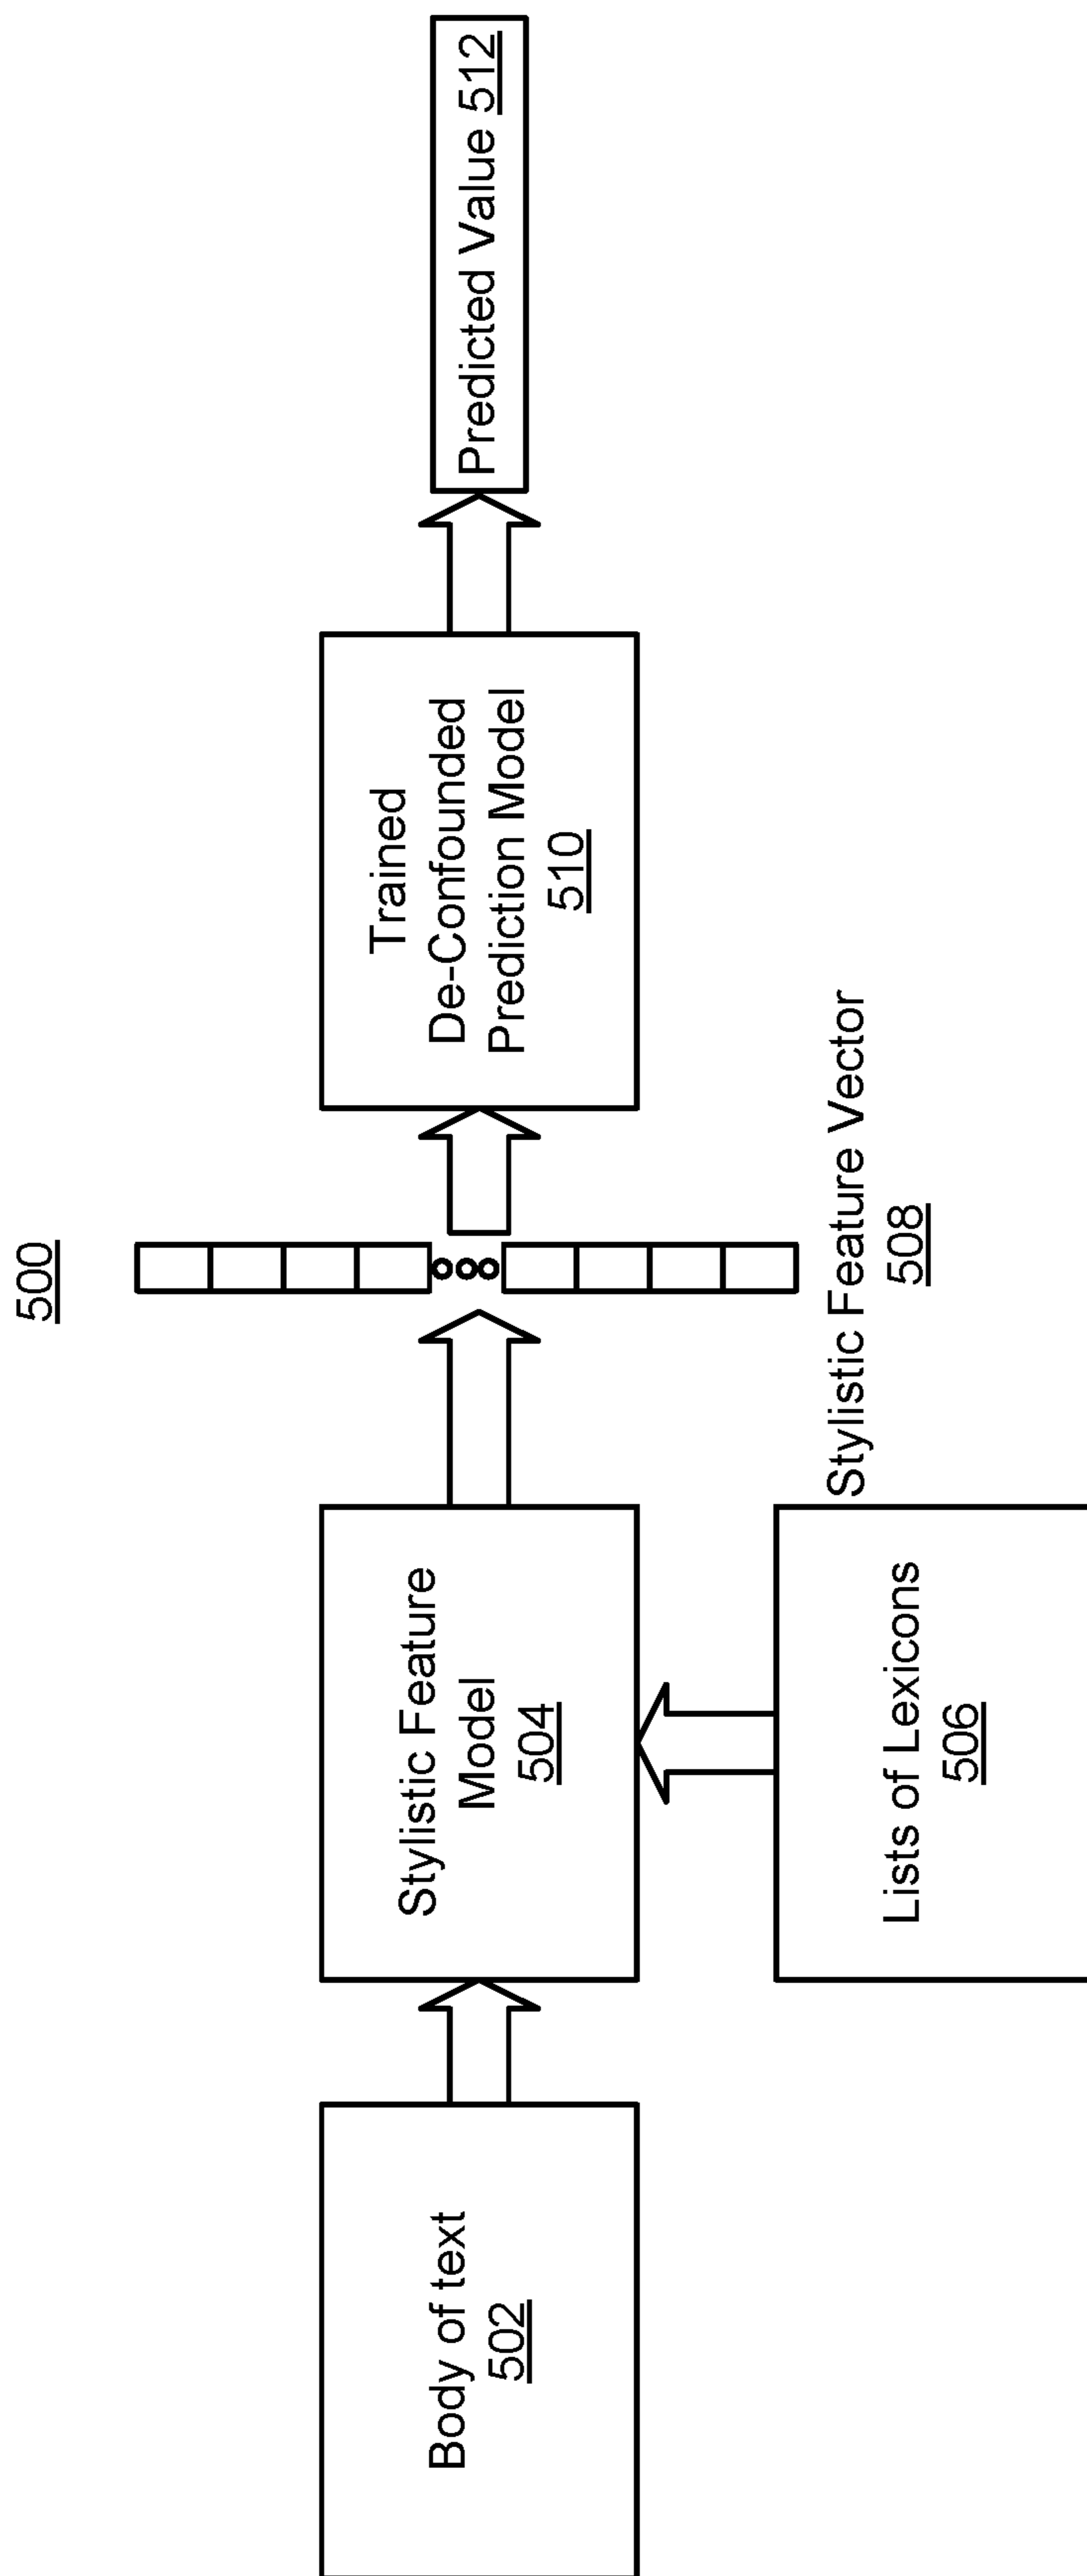 500
Body of text
502
Stylistic Feature
Model
504
Lists of Lexicons
506
Stylistic Feature Vector
508
Trained
De-Confounded
Prediction Model
510
Predicted Value 512